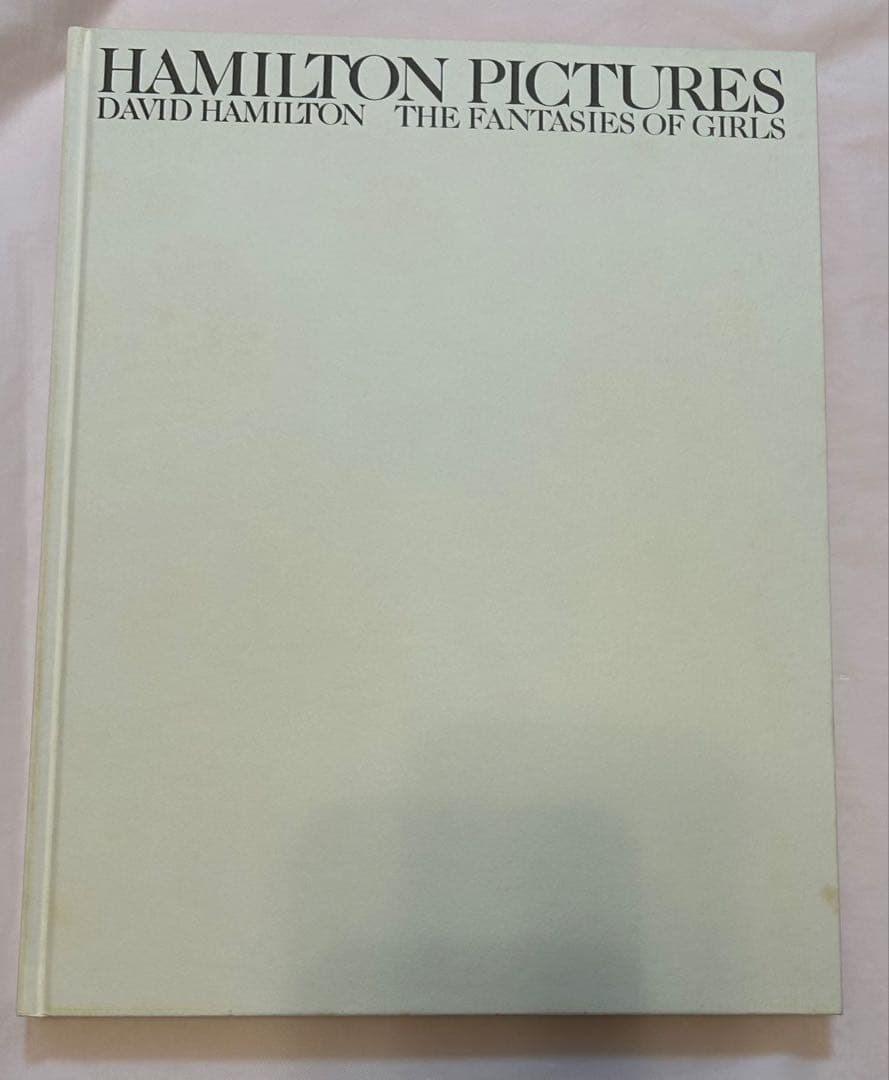 HAMILTON PICTURES
DAVID HAMILTON THE FANTASIES OF GIRLS